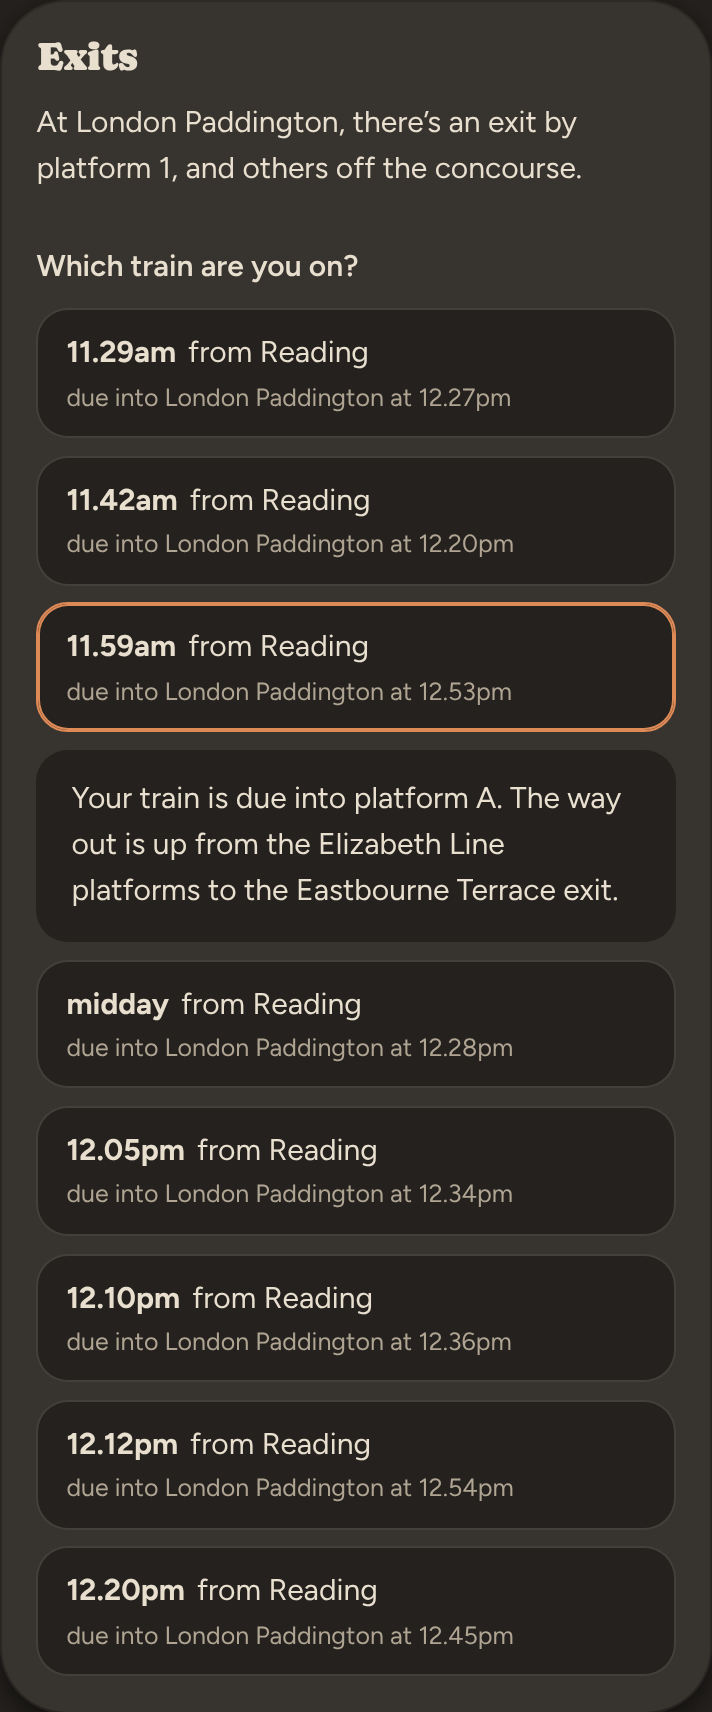 Exits
At London Paddington, there’s an exit by
platform 1, and others off the concourse.
Which train are you on?
11.29am from Reading
due into London Paddington at 12.27pm
11.42am from Reading
due into London Paddington at 12.20pm
11.59am from Reading
due into London Paddington at 12.53pm
Your train is due into platform A. The way
out is up from the Elizabeth Line
platforms to the Eastbourne Terrace exit.
midday from Reading
due into London Paddington at 12.28pm
12.05pm from Reading
due into London Paddington at 12.34pm
12.10pm from Reading
due into London Paddington at 12.36pm
12.12pm from Reading
due into London Paddington at 12.54pm
12.20pm from Reading
due into London Paddington at 12.45pm